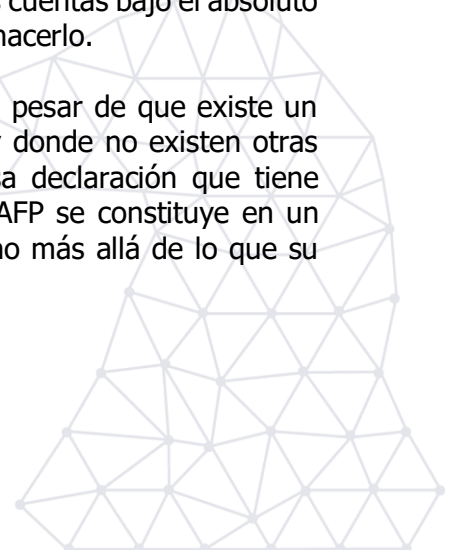 cuentas bajo el absoluto
hacerlo.
pesar de que existe un
donde no existen otras
declaración que tiene
AFP se constituye en un
más allá de lo que su